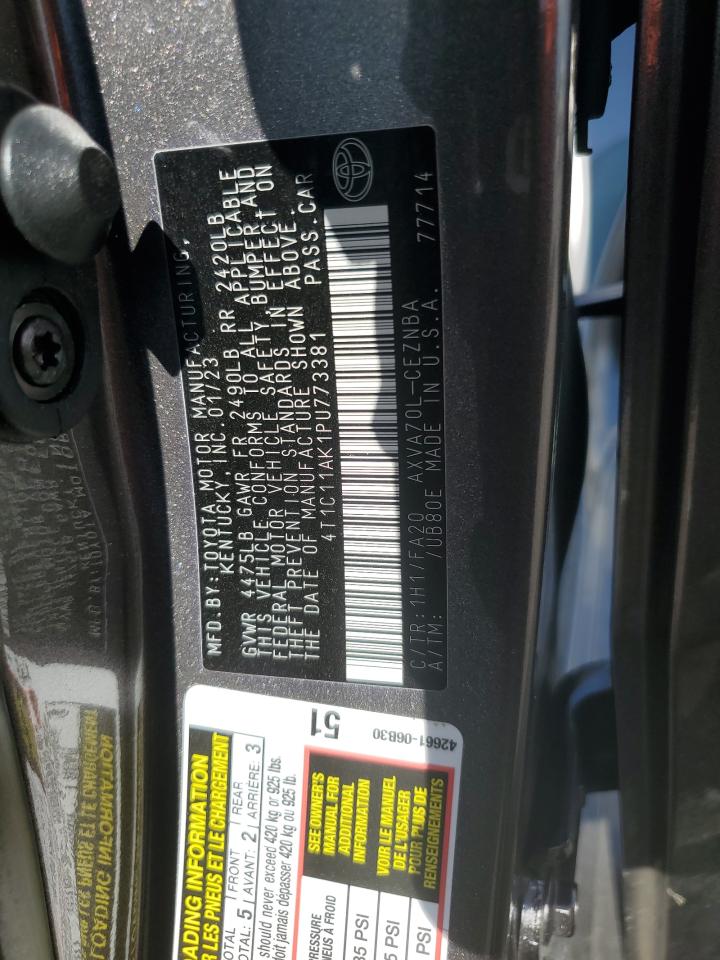 MFD.BY:TOYOTA MOTOR MANUFACTURING,
KENTUCKY, INC. 01/23
GVWR 4475LB GAWR FR 2490LB RR 2420LB
THIS VEHICLE CONFORMS TO ALL APPLICABLE
FEDERAL MOTOR VEHICLE SAFETY, BUMPER, AND
THEFT PREVENTION STANDARDS IN EFFECT ON
THE DATE OF MANUFACTURE SHOWN ABOVE.
4T1C11AK1PU773381 PASS.CAR
C/TR:1H1/FA20 AXVA70L-CEZNBA 77714
A/TM: /UB80E MADE IN U.S.A.
51
42661-06B30
LOADING INFORMATION
LES PNEUS ET LE CHARGEMENT
FRONT REAR
TOTAL: 5 AVANT: 2 ARRIÈRE: 3
should never exceed 420 kg or 925 lbs.
doit jamais dépasser 420 kg ou 925 lb.
SEE OWNER'S
MANUAL FOR
ADDITIONAL
INFORMATION
VOIR LE MANUEL
DE L'USAGER
POUR PLUS DE
RENSEIGNEMENTS
PRESSURE
À FROID
35 PSI
PSI
PSI